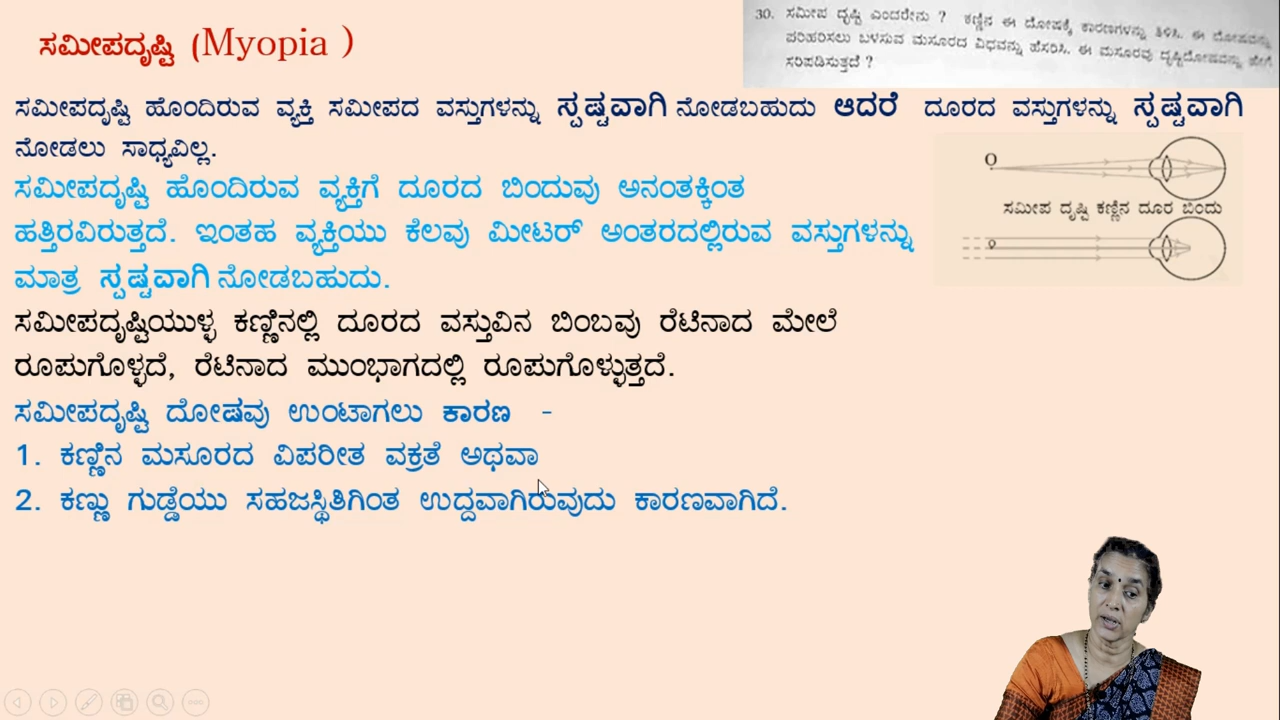 ಸಮೀಪದೃಷ್ಟಿ (Myopia )
30. ಸಮೀಪ ದೃಷ್ಟಿ ಎಂದರೇನು ? ಕಣ್ಣಿನ ಈ ದೋಷಕ್ಕೆ ಕಾರಣಗಳನ್ನು ತಿಳಿಸಿ. ಈ ದೋಷವನ್ನು
ಪರಿಹರಿಸಲು ಬಳಸುವ ಮಸೂರದ ವಿಧವನ್ನು ಹೆಸರಿಸಿ. ಈ ಮಸೂರವು ದೃಷ್ಟಿದೋಷವನ್ನು ಹೇಗೆ
ಸರಿಪಡಿಸುತ್ತದೆ ?
ಸಮೀಪದೃಷ್ಟಿ ಹೊಂದಿರುವ ವ್ಯಕ್ತಿ ಸಮೀಪದ ವಸ್ತುಗಳನ್ನು ಸ್ಪಷ್ಟವಾಗಿ ನೋಡಬಹುದು ಆದರೆ ದೂರದ ವಸ್ತುಗಳನ್ನು ಸ್ಪಷ್ಟವಾಗಿ
ನೋಡಲು ಸಾಧ್ಯವಿಲ್ಲ.
ಸಮೀಪದೃಷ್ಟಿ ಹೊಂದಿರುವ ವ್ಯಕ್ತಿಗೆ ದೂರದ ಬಿಂದುವು ಅನಂತಕ್ಕಿಂತ
ಹತ್ತಿರವಿರುತ್ತದೆ. ಇಂತಹ ವ್ಯಕ್ತಿಯು ಕೆಲವು ಮೀಟರ್ ಅಂತರದಲ್ಲಿರುವ ವಸ್ತುಗಳನ್ನು
ಮಾತ್ರ ಸ್ಪಷ್ಟವಾಗಿ ನೋಡಬಹುದು.
O
ಸಮೀಪ ದೃಷ್ಟಿ ಕಣ್ಣಿನ ದೂರ ಬಿಂದು
ಸಮೀಪದೃಷ್ಟಿಯುಳ್ಳ ಕಣ್ಣಿನಲ್ಲಿ ದೂರದ ವಸ್ತುವಿನ ಬಿಂಬವು ರೆಟಿನಾದ ಮೇಲೆ
ರೂಪುಗೊಳ್ಳದೆ, ರೆಟಿನಾದ ಮುಂಭಾಗದಲ್ಲಿ ರೂಪುಗೊಳ್ಳುತ್ತದೆ.
ಸಮೀಪದೃಷ್ಟಿ ದೋಷವು ಉಂಟಾಗಲು ಕಾರಣ -
1. ಕಣ್ಣಿನ ಮಸೂರದ ವಿಪರೀತ ವಕ್ರತೆ ಅಥವಾ
2. ಕಣ್ಣು ಗುಡ್ಡೆಯು ಸಹಜಸ್ಥಿತಿಗಿಂತ ಉದ್ದವಾಗಿರುವುದು ಕಾರಣವಾಗಿದೆ.